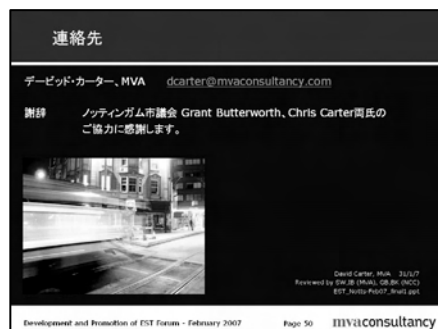 連絡先
デービッド・カーター、MVA dcarter@mvaconsultancy.com
謝辞 ノッティンガム市議会 Grant Butterworth、Chris Carter両氏の
ご協力に感謝します。
David Carter, MVA 31/1/7
Reviewed by SW,IB (MVA), GB,BK (NCC)
EST_Notts-Feb07_final1.ppt
Development and Promotion of EST Forum - February 2007 Page 50 mvaconsultancy